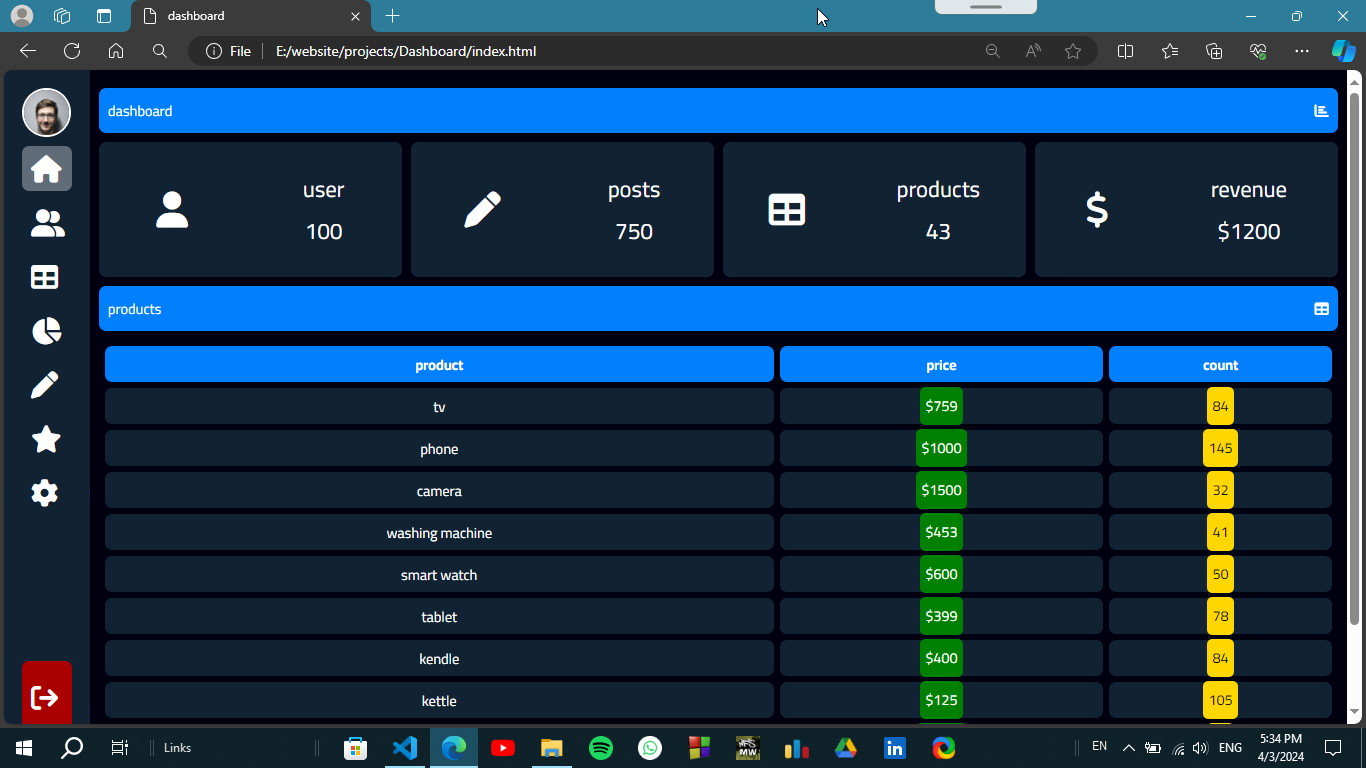 dashboard
File E:/website/projects/Dashboard/index.html
dashboard
user
100
posts
750
products
43
revenue
$1200
products
product price count
tv $759 84
phone $1000 145
camera $1500 32
washing machine $453 41
smart watch $600 50
tablet $399 78
kendle $400 84
kettle $125 105
Links
MW
in
EN
ENG
5:34 PM
4/3/2024